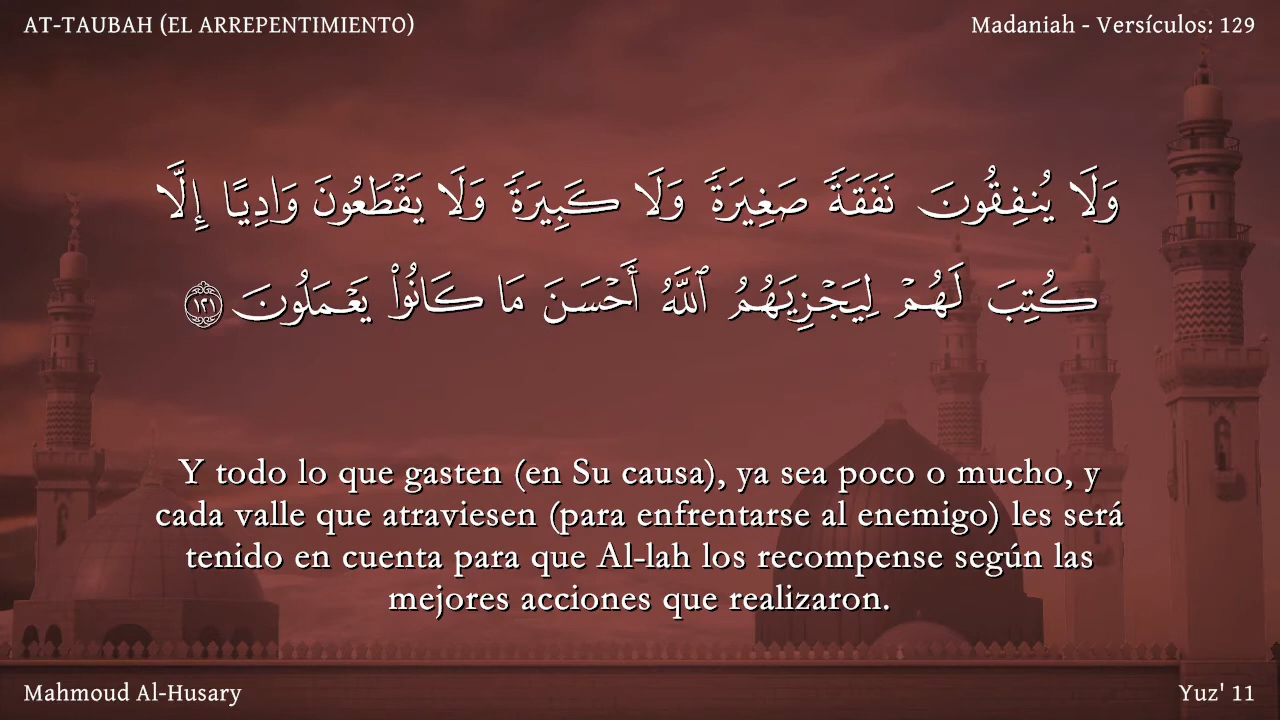 AT-TAUBAH (EL ARREPENTIMIENTO)
Madaniah - Versículos: 129
وَلَا يُنفِقُونَ نَفَقَةً صَغِيرَةً وَلَا كَبِيرَةً وَلَا يَقْطَعُونَ وَادِيًا إِلَّا
كُتِبَ لَهُمْ لِيَجْزِيَهُمُ ٱللَّهُ أَحْسَنَ مَا كَانُوا۟ يَعْمَلُونَ ١٢١
Y todo lo que gasten (en Su causa), ya sea poco o mucho, y
cada valle que atraviesen (para enfrentarse al enemigo) les será
tenido en cuenta para que Al-lah los recompense según las
mejores acciones que realizaron.
Mahmoud Al-Husary
Yuz' 11